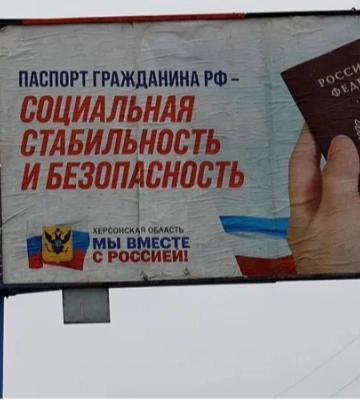 ПАСПОРТ ГРАЖДАНИНА РФ –
СОЦИАЛЬНАЯ
СТАБИЛЬНОСТЬ
И БЕЗОПАСНОСТЬ
ХЕРСОНСКАЯ ОБЛАСТЬ
МЫ ВМЕСТЕ
С РОССИЕЙ!